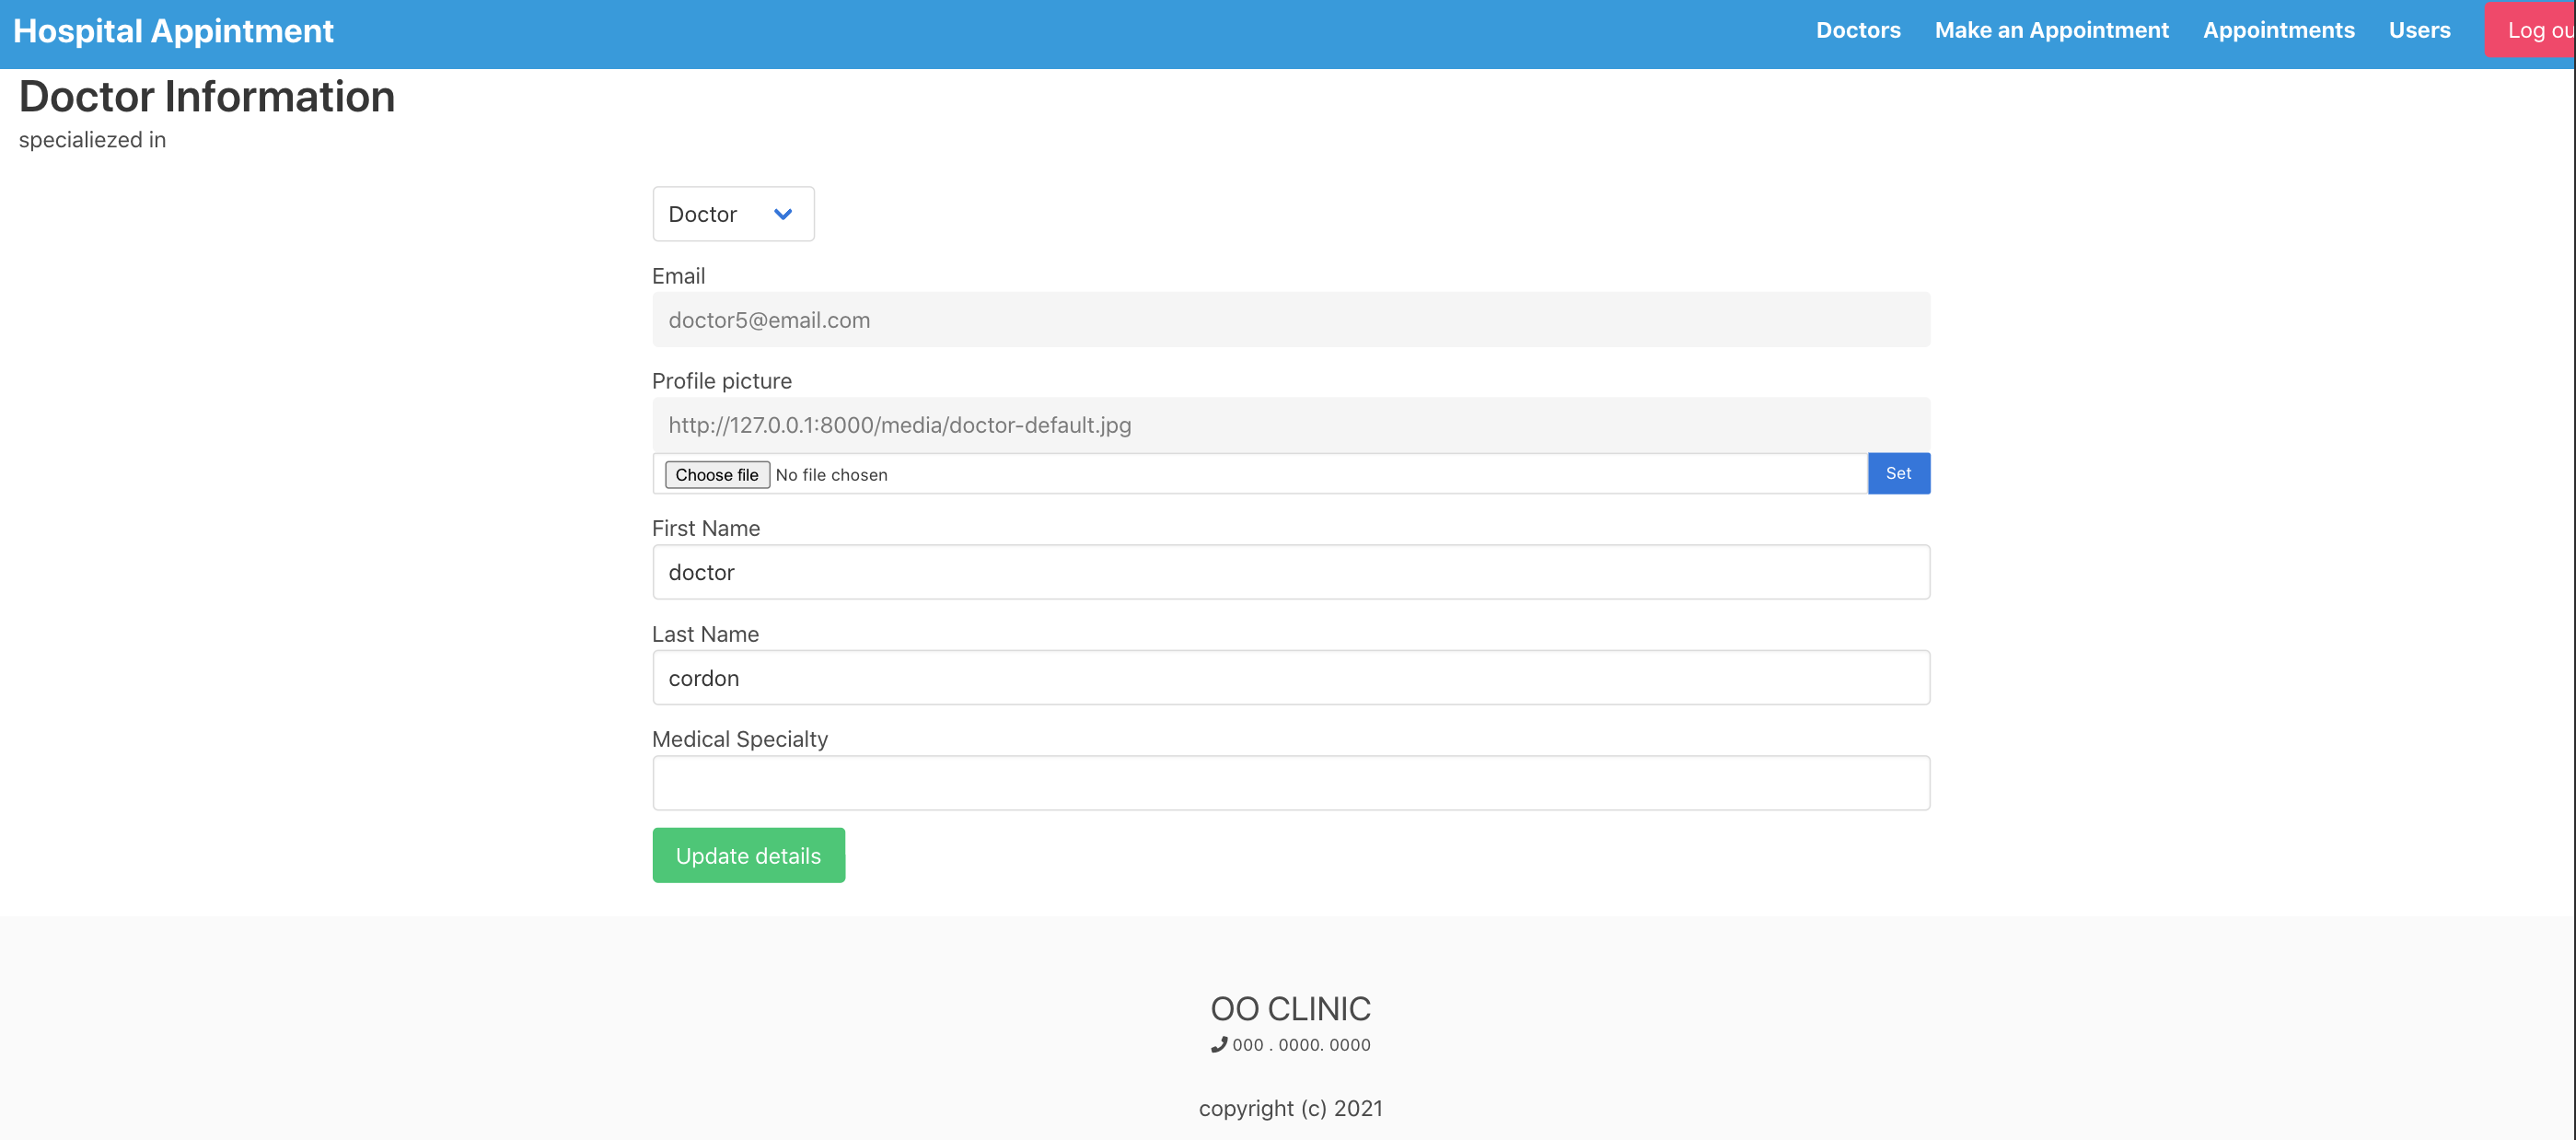 Hospital Appintment
Doctors Make an Appointment Appointments Users Log ou
Doctor Information
specialiezed in
Doctor
Email
doctor5@email.com
Profile picture
http://127.0.0.1:8000/media/doctor-default.jpg
Choose file No file chosen Set
First Name
doctor
Last Name
cordon
Medical Specialty
Update details
OO CLINIC
000 . 0000. 0000
copyright (c) 2021